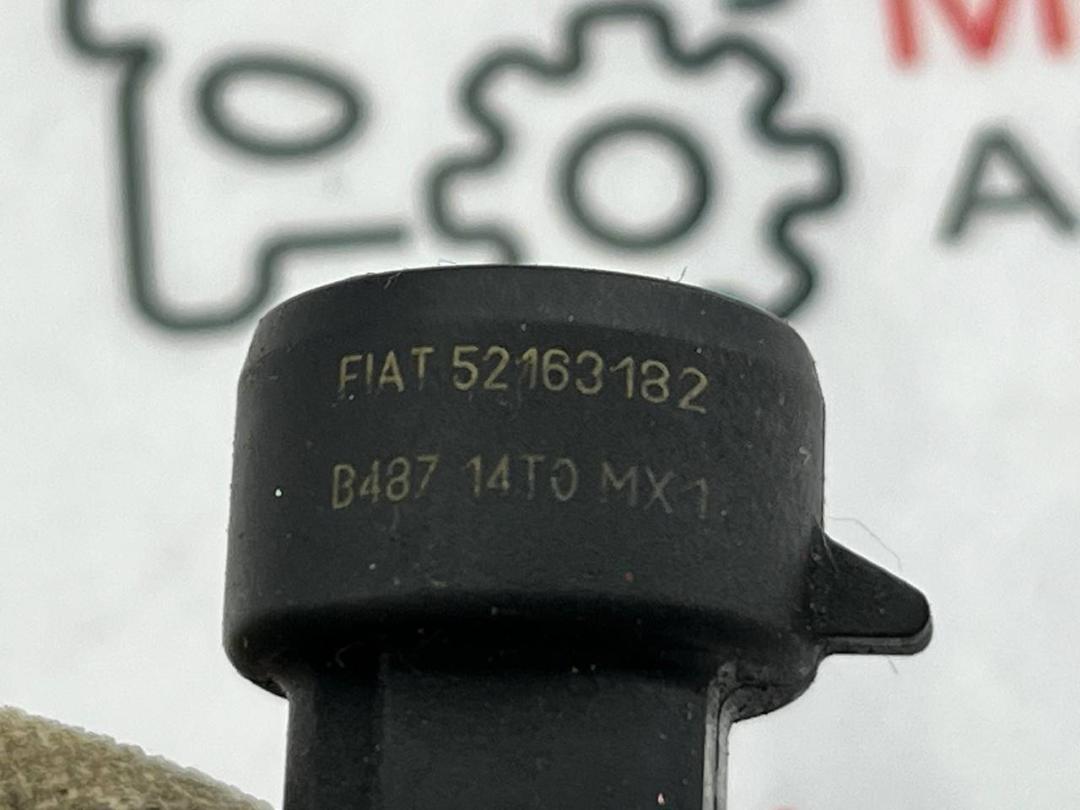 M
A
FIAT 52163182
B487 14T0 MX1